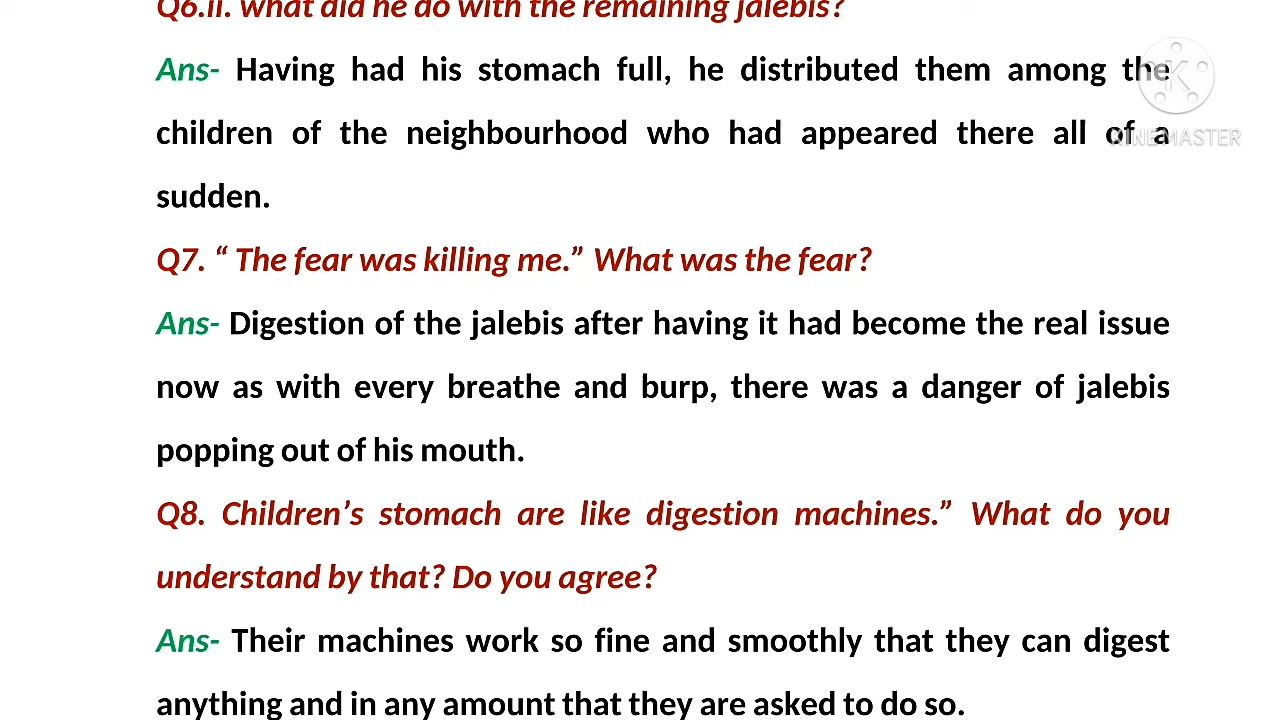 Q6.ii. what did he do with the remaining jalebis?
Ans- Having had his stomach full, he distributed them among the
children of the neighbourhood who had appeared there all of a
sudden.
Q7. “ The fear was killing me.” What was the fear?
Ans- Digestion of the jalebis after having it had become the real issue
now as with every breathe and burp, there was a danger of jalebis
popping out of his mouth.
Q8. Children’s stomach are like digestion machines.” What do you
understand by that? Do you agree?
Ans- Their machines work so fine and smoothly that they can digest
anything and in any amount that they are asked to do so.
K
KINEMASTER